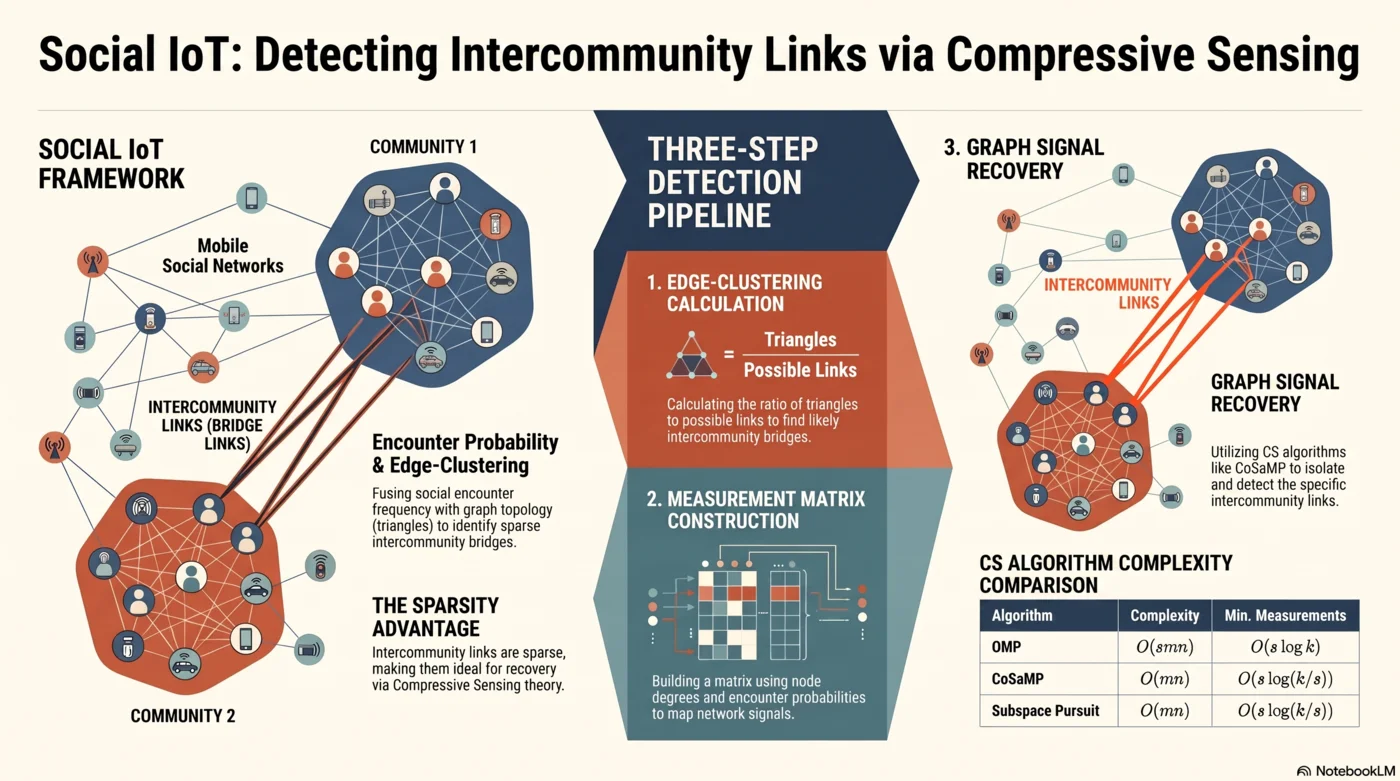 Social IoT: Detecting Intercommunity Links via Compressive Sensing
SOCIAL IoT
FRAMEWORK
COMMUNITY 1
Mobile
Social Networks
INTERCOMMUNITY
LINKS (BRIDGE
LINKS)
Encounter Probability
& Edge-Clustering
Fusing social encounter
frequency with graph topology
(triangles) to identify sparse
intercommunity bridges.
THE SPARSITY
ADVANTAGE
Intercommunity links are sparse,
making them ideal for recovery
via Compressive Sensing theory.
COMMUNITY 2
THREE-STEP
DETECTION
PIPELINE
1. EDGE-CLUSTERING
CALCULATION
= Triangles
Possible Links
Calculating the ratio of triangles
to possible links to find likely
intercommunity bridges.
2. MEASUREMENT MATRIX
CONSTRUCTION
Building a matrix using node
degrees and encounter probabilities
to map network signals.
3. GRAPH SIGNAL
RECOVERY
INTERCOMMUNITY
LINKS
GRAPH SIGNAL
RECOVERY
Utilizing CS algorithms
like CoSaMP to isolate
and detect the specific
intercommunity links.
CS ALGORITHM COMPLEXITY
COMPARISON
Algorithm Complexity Min. Measurements
OMP O(smn) O(s log k)
CoSaMP O(mn) O(s log(k/s))
Subspace Pursuit O(mn) O(s log(k/s))
NotebookLM